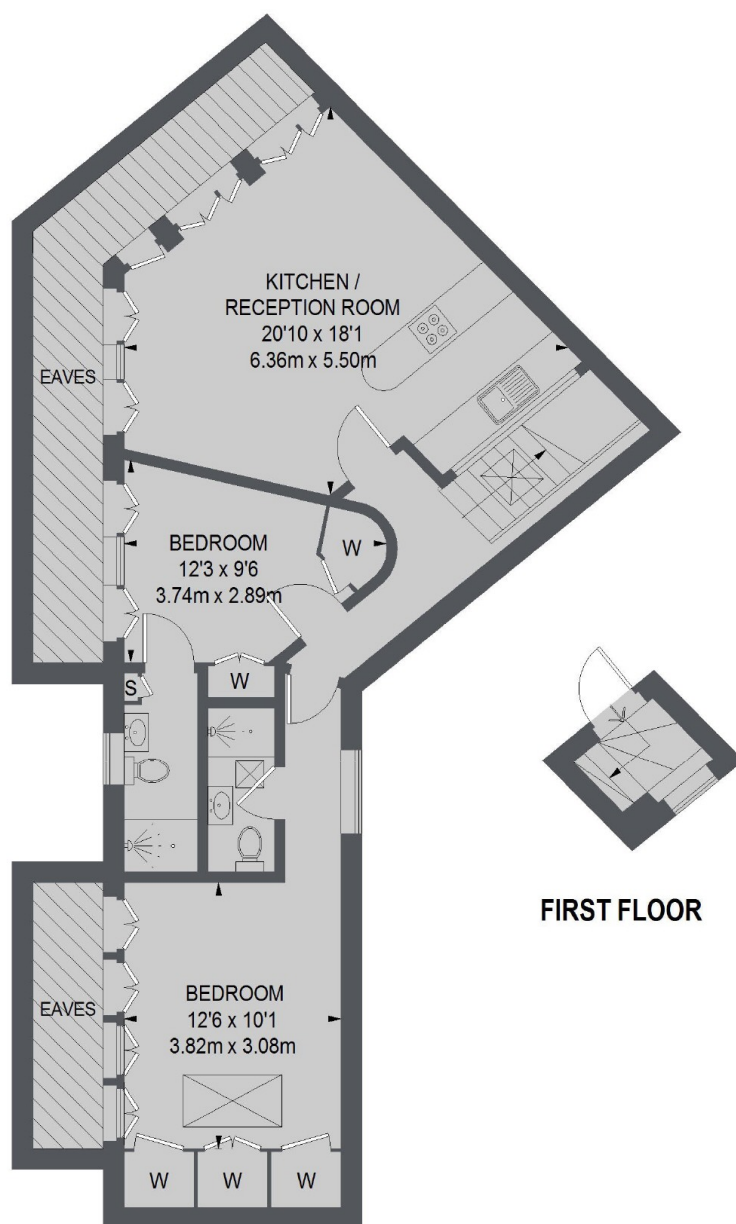 KITCHEN /
RECEPTION ROOM
20'10 x 18'1
6.36m x 5.50m
EAVES
BEDROOM
12'3 x 9'6
3.74m x 2.89m
W
W
S
FIRST FLOOR
EAVES
BEDROOM
12'6 x 10'1
3.82m x 3.08m
W
W
W